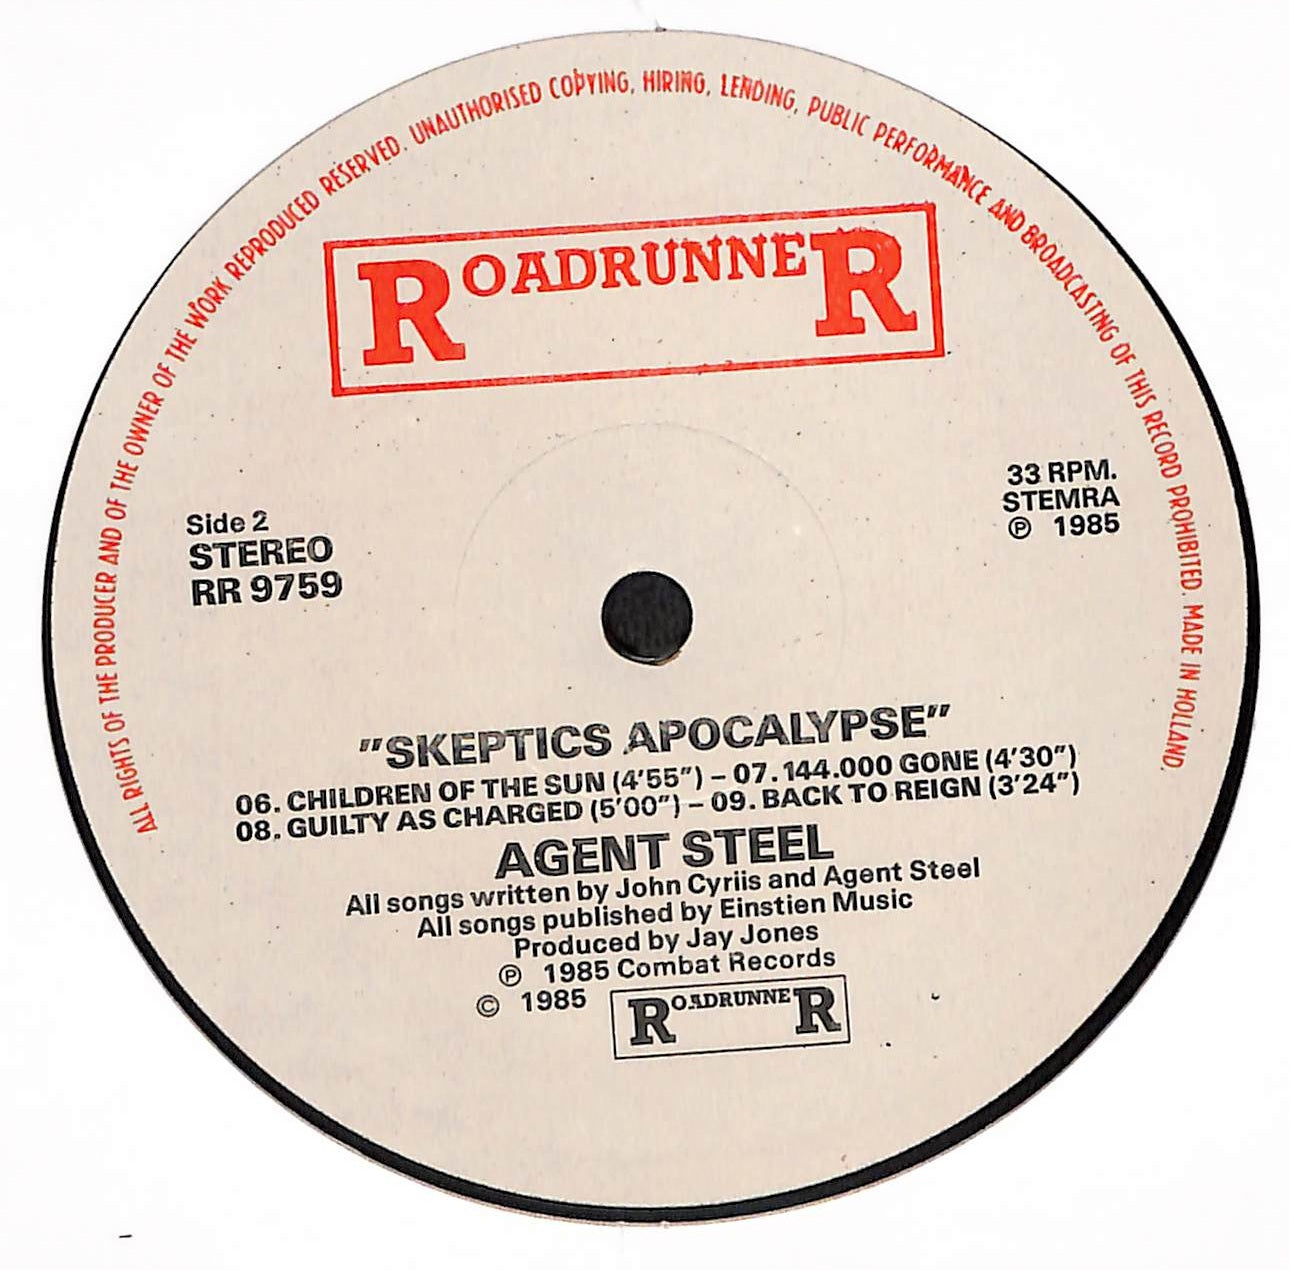 ALL RIGHTS OF THE PRODUCER AND OF THE OWNER OF THE WORK REPRODUCED RESERVED. UNAUTHORISED COPYING, HIRING, LENDING, PUBLIC PERFORMANCE AND BROADCASTING OF THIS RECORD PROHIBITED. MADE IN HOLLAND.
ROADRUNNER
Side 2
STEREO
RR 9759
33 RPM.
STEMRA
℗ 1985
"SKEPTICS APOCALYPSE"
06. CHILDREN OF THE SUN (4'55") – 07. 144.000 GONE (4'30")
08. GUILTY AS CHARGED (5'00") – 09. BACK TO REIGN (3'24")
AGENT STEEL
All songs written by John Cyriis and Agent Steel
All songs published by Einstien Music
Produced by Jay Jones
℗ 1985 Combat Records
© 1985 ROADRUNNER